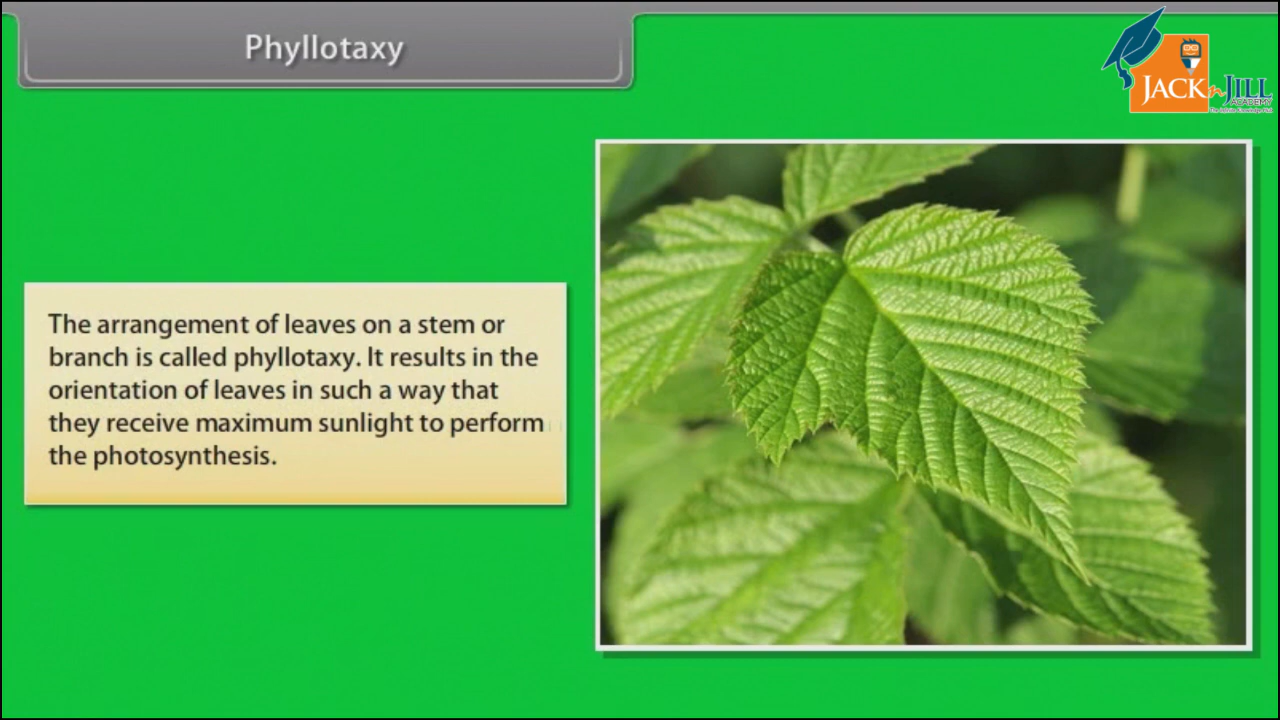 Phyllotaxy
JACK n JILL
ACADEMY
The arrangement of leaves on a stem or
branch is called phyllotaxy. It results in the
orientation of leaves in such a way that
they receive maximum sunlight to perform
the photosynthesis.